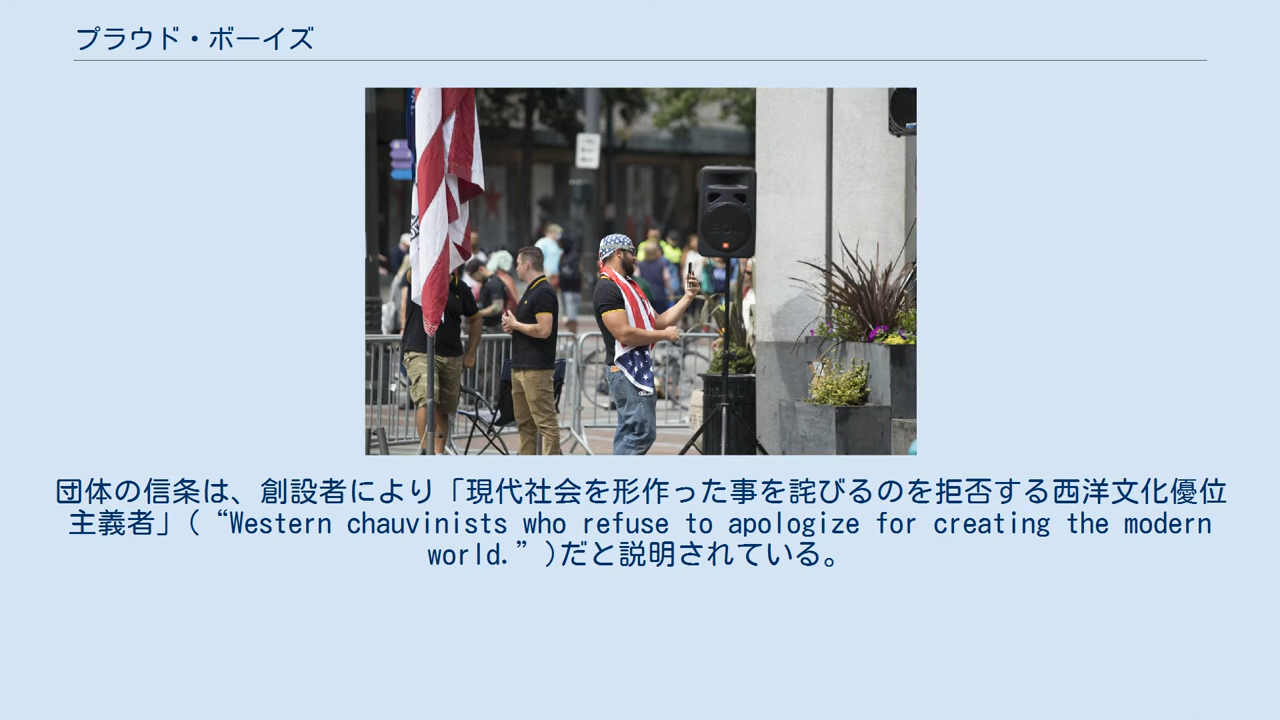 プラウド・ボーイズ
団体の信条は、創設者により「現代社会を形作った事を詫びるのを拒否する西洋文化優位
主義者」(“Western chauvinists who refuse to apologize for creating the modern
world.”)だと説明されている。